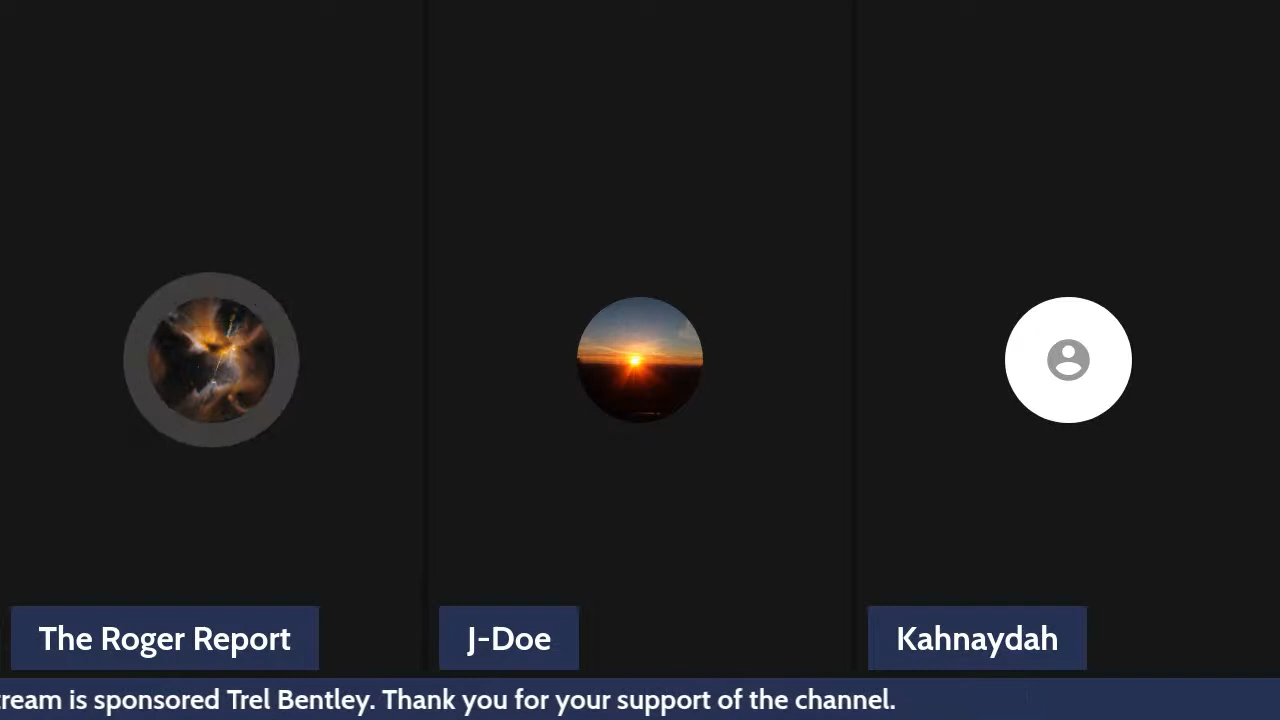 The Roger Report
J-Doe
Kahnaydah
ream is sponsored Trel Bentley. Thank you for your support of the channel.